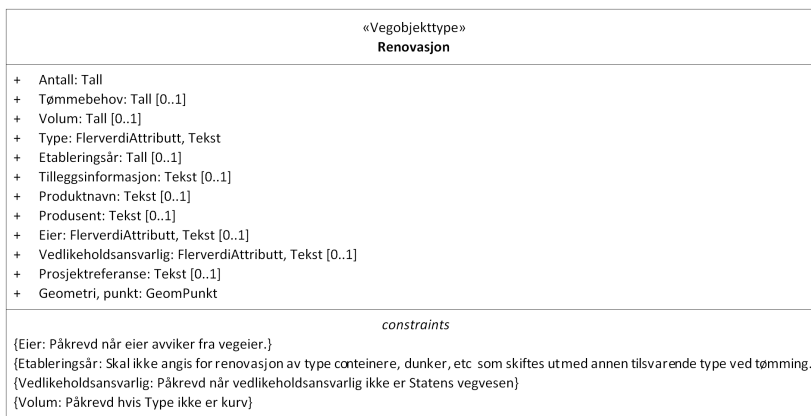 «Vegobjekttype»
Renovasjon
+ Antall: Tall
+ Tømmebehov: Tall [0..1]
+ Volum: Tall [0..1]
+ Type: FlerverdiAttributt, Tekst
+ Etableringsår: Tall [0..1]
+ Tilleggsinformasjon: Tekst [0..1]
+ Produktnavn: Tekst [0..1]
+ Produsent: Tekst [0..1]
+ Eier: FlerverdiAttributt, Tekst [0..1]
+ Vedlikeholdsansvarlig: FlerverdiAttributt, Tekst [0..1]
+ Prosjektreferanse: Tekst [0..1]
+ Geometri, punkt: GeomPunkt
constraints
{Eier: Påkrevd når eier avviker fra vegeier.}
{Etableringsår: Skal ikke angis for renovasjon av type conteinere, dunker, etc som skiftes ut med annen tilsvarende type ved tømming.
{Vedlikeholdsansvarlig: Påkrevd når vedlikeholdsansvarlig ikke er Statens vegvesen}
{Volum: Påkrevd hvis Type ikke er kurv}